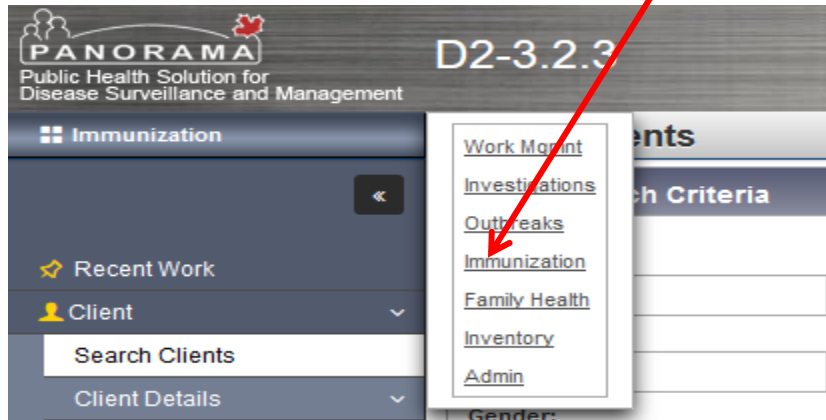 PANORAMA
Public Health Solution for
Disease Surveillance and Management
D2-3.2.3
Immunization
ents
ch Criteria
Work Mgmnt
Investigations
Outbreaks
Immunization
Family Health
Inventory
Admin
Recent Work
Client
Search Clients
Client Details
Gender: